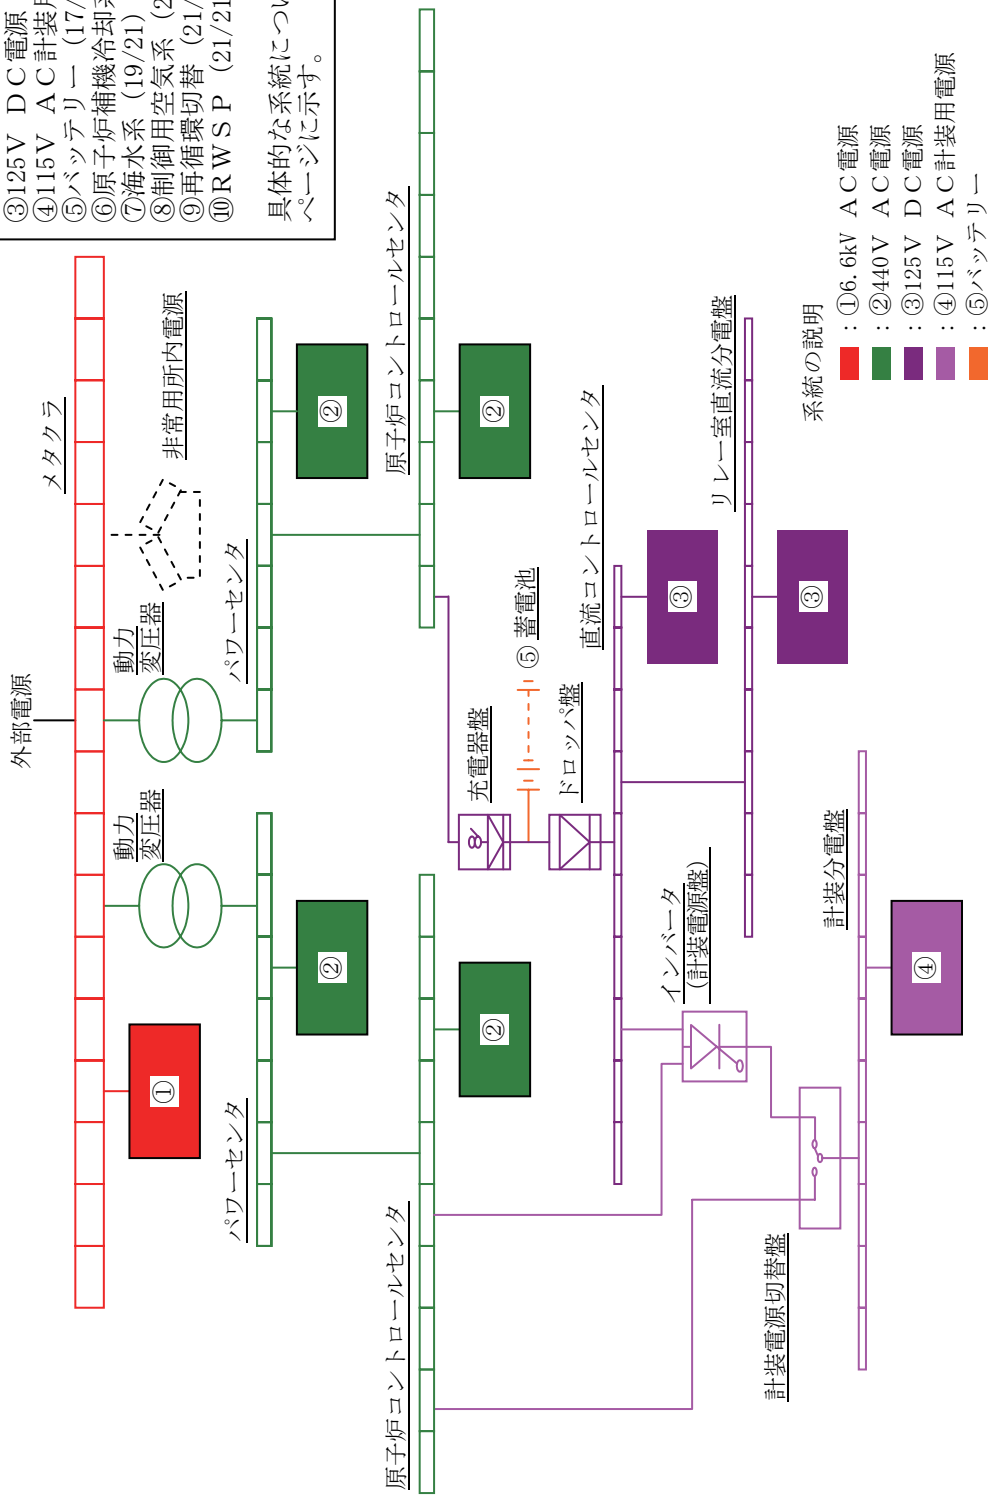 ③125V DC電源
④115V AC計装用
⑤バッテリー (17/
⑥原子炉補機冷却系
⑦海水系 (19/21)
⑧制御用空気系 (2
⑨再循環切替 (21/
⑩RWSP (21/21
具体的な系統につい
ページに示す。
外部電源
メタクラ
動力
変圧器
動力
変圧器
非常用所内電源
①
パワーセンタ
パワーセンタ
②
②
原子炉コントロールセンタ
原子炉コントロールセンタ
②
②
充電器盤
⑤ 蓄電池
ドロッパ盤
直流コントロールセンタ
③
インバータ
(計装電源盤)
リレー室直流分電盤
③
計装電源切替盤
計装分電盤
④
系統の説明
：①6.6kV AC電源
：②440V AC電源
：③125V DC電源
：④115V AC計装用電源
：⑤バッテリー